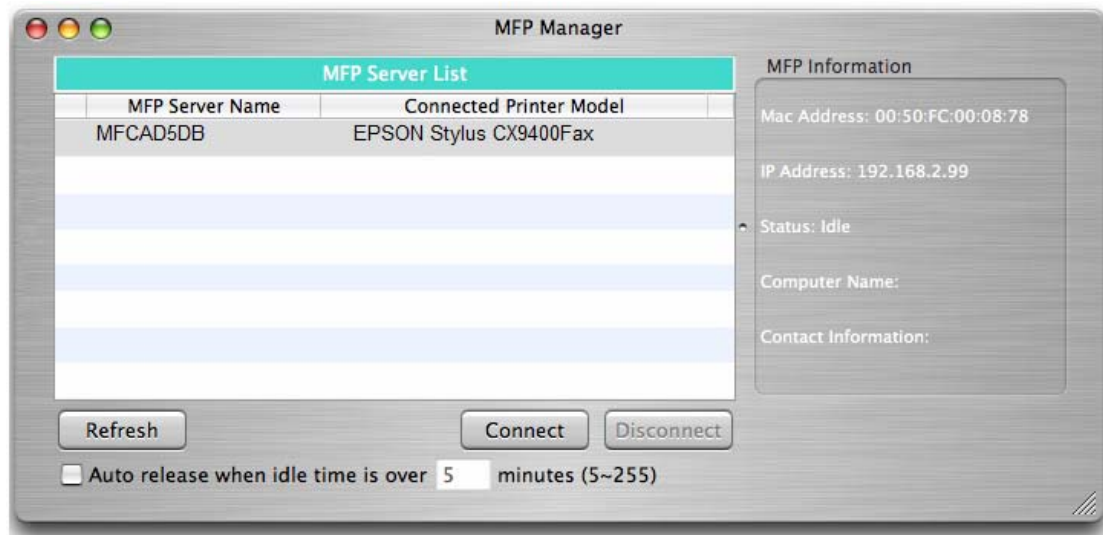 MFP Manager
MFP Server List
MFP Server Name Connected Printer Model
MFCAD5DB EPSON Stylus CX9400Fax
MFP Information
Mac Address: 00:50:FC:00:08:78
IP Address: 192.168.2.99
Status: Idle
Computer Name:
Contact Information:
Refresh Connect Disconnect
Auto release when idle time is over 5 minutes (5~255)